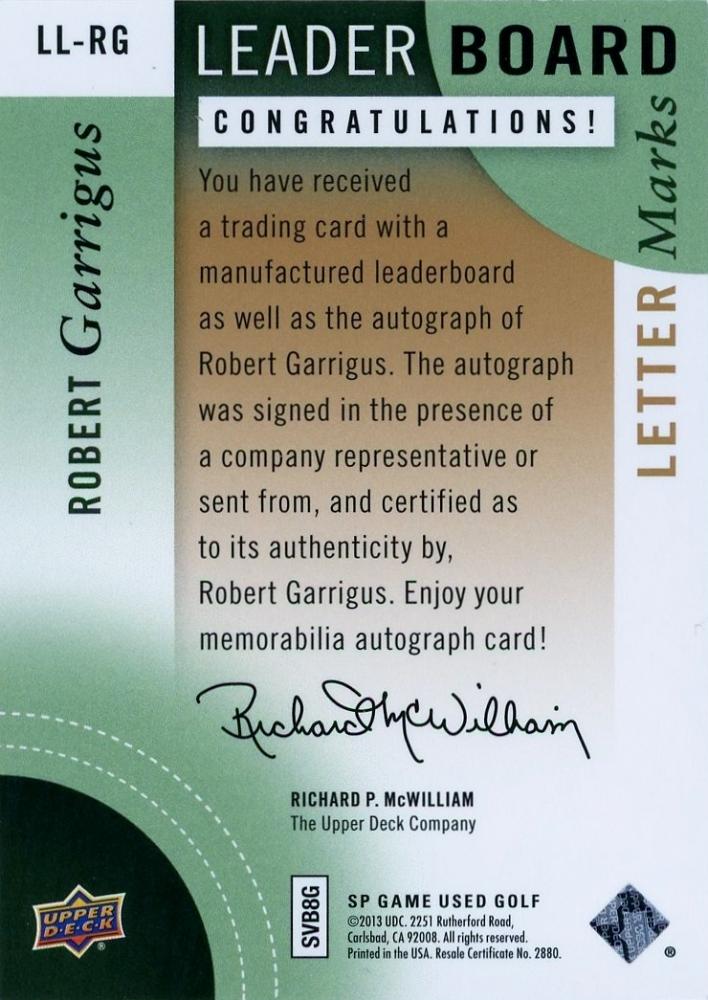 LL-RG
LEADER BOARD
CONGRATULATIONS!
LETTER Marks
ROBERT Garrigus
You have received
a trading card with a
manufactured leaderboard
as well as the autograph of
Robert Garrigus. The autograph
was signed in the presence of
a company representative or
sent from, and certified as
to its authenticity by,
Robert Garrigus. Enjoy your
memorabilia autograph card!
Richard McWilliam
RICHARD P. McWILLIAM
The Upper Deck Company
UPPER
D·E·C·K
®
SVB8G
SP GAME USED GOLF
©2013 UDC. 2251 Rutherford Road,
Carlsbad, CA 92008. All rights reserved.
Printed in the USA. Resale Certificate No. 2880.
®